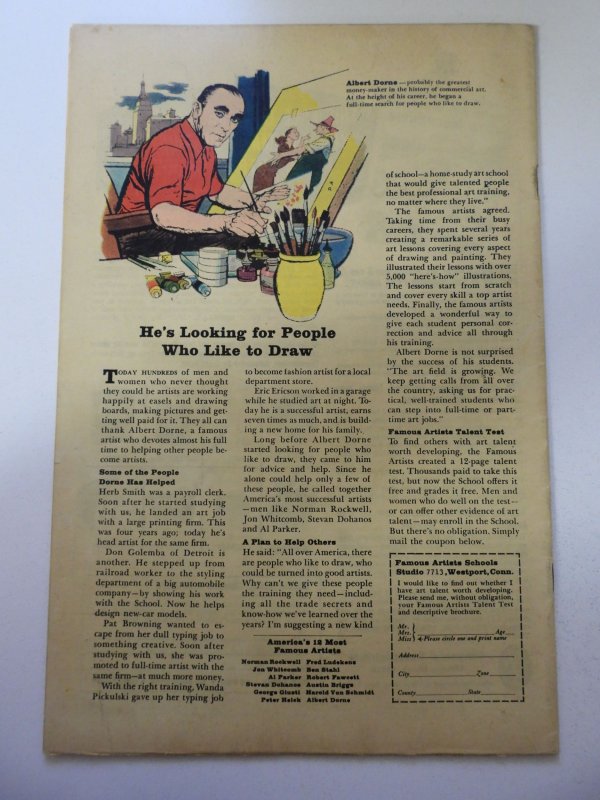 Albert Dorne—probably the greatest
money-maker in the history of commercial art.
At the height of his career, he began a
full-time search for people who like to draw.
He's Looking for People
Who Like to Draw
TODAY HUNDREDS of men and
women who never thought
they could be artists are working
happily at easels and drawing
boards, making pictures and get-
ting well paid for it. They all can
thank Albert Dorne, a famous
artist who devotes almost his full
time to helping other people be-
come artists.
Some of the People
Dorne Has Helped
Herb Smith was a payroll clerk.
Soon after he started studying
with us, he landed an art job
with a large printing firm. This
was four years ago; today he's
head artist for the same firm.
Don Golemba of Detroit is
another. He stepped up from
railroad worker to the styling
department of a big automobile
company—by showing his work
with the School. Now he helps
design new-car models.
Pat Browning wanted to es-
cape from her dull typing job to
something creative. Soon after
studying with us, she was pro-
moted to full-time artist with the
same firm—at much more money.
With the right training, Wanda
Pickulski gave up her typing job
to become fashion artist for a local
department store.
Eric Ericson worked in a garage
while he studied art at night. To-
day he is a successful artist, earns
seven times as much, and is build-
ing a new home for his family.
Long before Albert Dorne
started looking for people who
like to draw, they came to him
for advice and help. Since he
alone could help only a few of
these people, he called together
America's most successful artists
—men like Norman Rockwell,
Jon Whitcomb, Stevan Dohanos
and Al Parker.
A Plan to Help Others
He said: "All over America, there
are people who like to draw, who
could be turned into good artists.
Why can't we give these people
the training they need—includ-
ing all the trade secrets and
know-how we've learned over the
years? I'm suggesting a new kind
America's 12 Most
Famous Artists
Norman Rockwell Fred Ludekens
Jon Whitcomb Ben Stahl
Al Parker Robert Fawcett
Stevan Dohanos Austin Briggs
George Giusti Harold Von Schmidt
Peter Helck Albert Dorne
of school—a home-study art school
that would give talented people
the best professional art training,
no matter where they live."
The famous artists agreed.
Taking time from their busy
careers, they spent several years
creating a remarkable series of
art lessons covering every aspect
of drawing and painting. They
illustrated their lessons with over
5,000 "here's-how" illustrations.
The lessons start from scratch
and cover every skill a top artist
needs. Finally, the famous artists
developed a wonderful way to
give each student personal cor-
rection and advice all through
his training.
Albert Dorne is not surprised
by the success of his students.
"The art field is growing. We
keep getting calls from all over
the country, asking us for prac-
tical, well-trained students who
can step into full-time or part-
time art jobs."
Famous Artists Talent Test
To find others with art talent
worth developing, the Famous
Artists created a 12-page talent
test. Thousands paid to take this
test, but now the School offers it
free and grades it free. Men and
women who do well on the test—
or can offer other evidence of art
talent—may enroll in the School.
But there's no obligation. Simply
mail the coupon below.
Famous Artists Schools
Studio 7713, Westport, Conn.
I would like to find out whether I
have art talent worth developing.
Please send me, without obligation,
your Famous Artists Talent Test
and descriptive brochure.
Mr.
Mrs. Age
Miss Please circle one and print name
Address
City Zone
County State